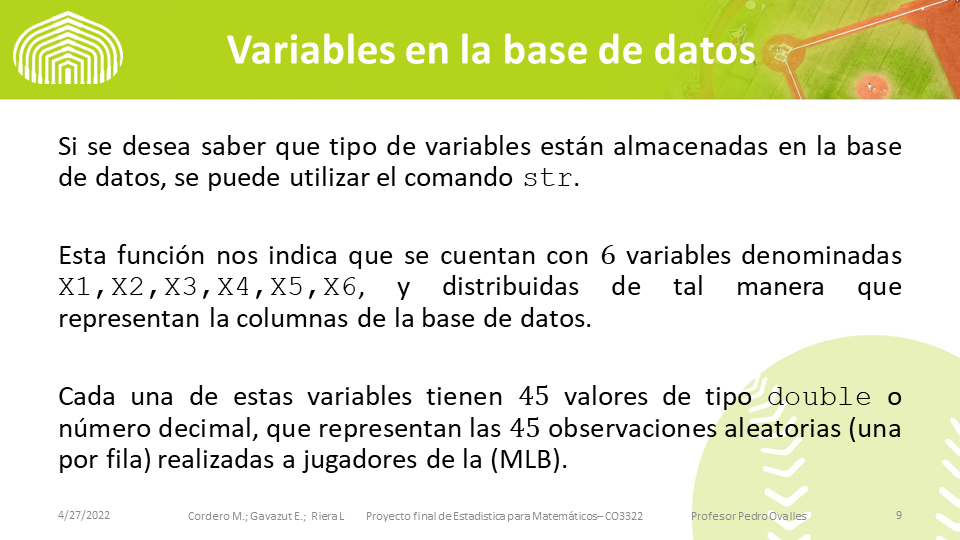 Variables en la base de datos
Si se desea saber que tipo de variables están almacenadas en la base
de datos, se puede utilizar el comando str.
Esta función nos indica que se cuentan con 6 variables denominadas
X1,X2,X3,X4,X5,X6, y distribuidas de tal manera que
representan la columnas de la base de datos.
Cada una de estas variables tienen 45 valores de tipo double o
número decimal, que representan las 45 observaciones aleatorias (una
por fila) realizadas a jugadores de la (MLB).
4/27/2022 Cordero M.; Gavazut E.; Riera L Proyecto final de Estadistica para Matemáticos– CO3322 Profesor Pedro Ovalles 9